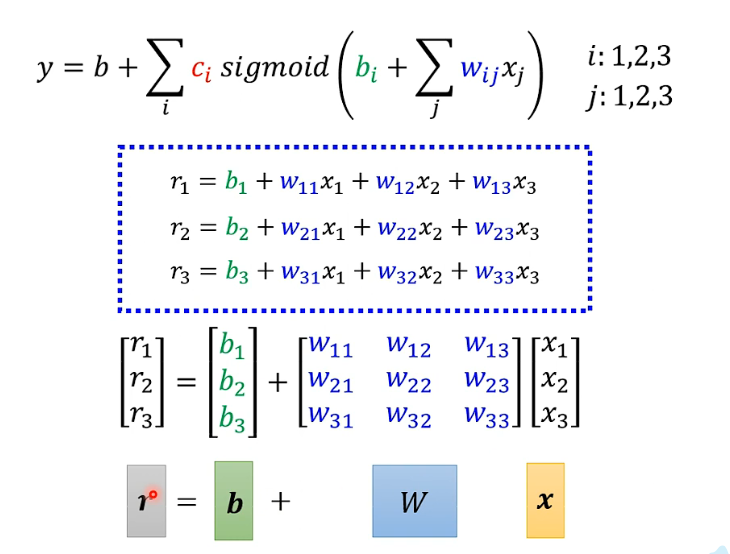 y = b + ∑_i c_i sigmoid ( b_i + ∑_j w_ij x_j ) i: 1,2,3
j: 1,2,3
r_1 = b_1 + w_11 x_1 + w_12 x_2 + w_13 x_3
r_2 = b_2 + w_21 x_1 + w_22 x_2 + w_23 x_3
r_3 = b_3 + w_31 x_1 + w_32 x_2 + w_33 x_3
[r_1] [b_1] [w_11 w_12 w_13] [x_1]
[r_2] = [b_2] + [w_21 w_22 w_23] [x_2]
[r_3] [b_3] [w_31 w_32 w_33] [x_3]
r = b + W x